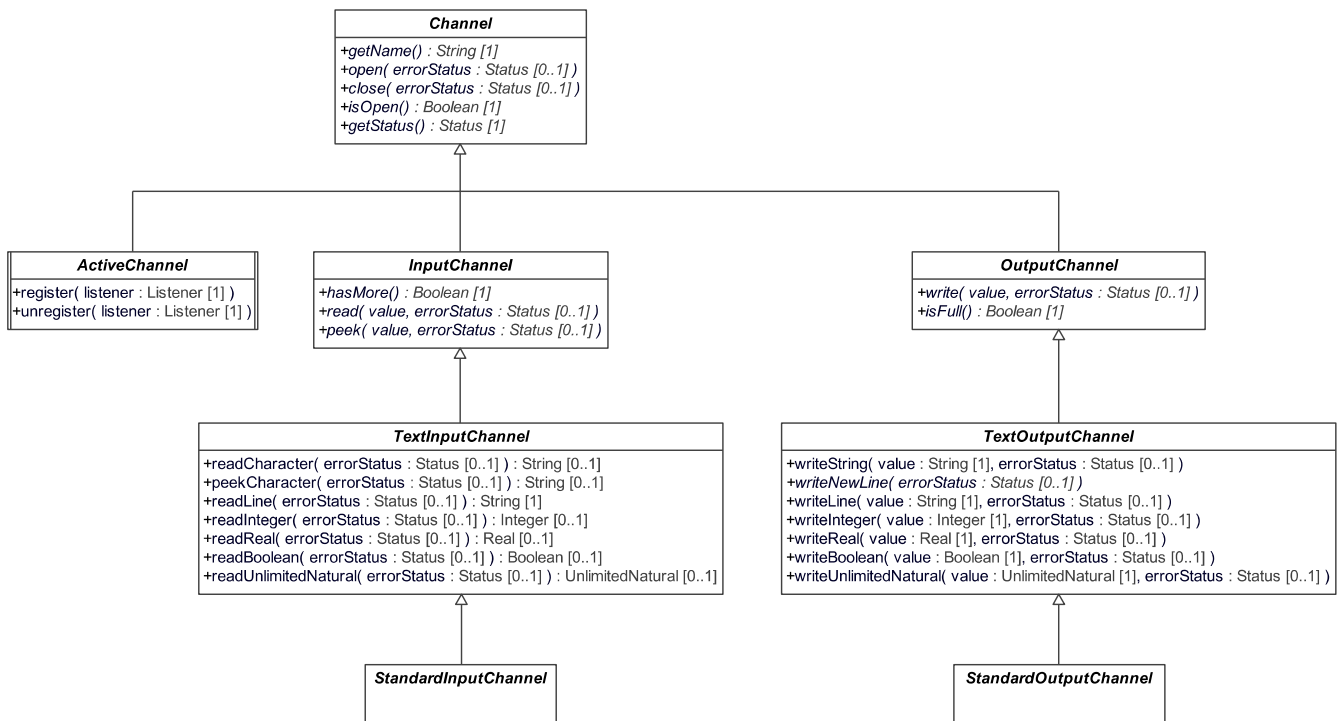 Channel
+getName() : String [1]
+open( errorStatus : Status [0..1] )
+close( errorStatus : Status [0..1] )
+isOpen() : Boolean [1]
+getStatus() : Status [1]
ActiveChannel
+register( listener : Listener [1] )
+unregister( listener : Listener [1] )
InputChannel
+hasMore() : Boolean [1]
+read( value, errorStatus : Status [0..1] )
+peek( value, errorStatus : Status [0..1] )
OutputChannel
+write( value, errorStatus : Status [0..1] )
+isFull() : Boolean [1]
TextInputChannel
+readCharacter( errorStatus : Status [0..1] ) : String [0..1]
+peekCharacter( errorStatus : Status [0..1] ) : String [0..1]
+readLine( errorStatus : Status [0..1] ) : String [1]
+readInteger( errorStatus : Status [0..1] ) : Integer [0..1]
+readReal( errorStatus : Status [0..1] ) : Real [0..1]
+readBoolean( errorStatus : Status [0..1] ) : Boolean [0..1]
+readUnlimitedNatural( errorStatus : Status [0..1] ) : UnlimitedNatural [0..1]
TextOutputChannel
+writeString( value : String [1], errorStatus : Status [0..1] )
+writeNewLine( errorStatus : Status [0..1] )
+writeLine( value : String [1], errorStatus : Status [0..1] )
+writeInteger( value : Integer [1], errorStatus : Status [0..1] )
+writeReal( value : Real [1], errorStatus : Status [0..1] )
+writeBoolean( value : Boolean [1], errorStatus : Status [0..1] )
+writeUnlimitedNatural( value : UnlimitedNatural [1], errorStatus : Status [0..1] )
StandardInputChannel
StandardOutputChannel